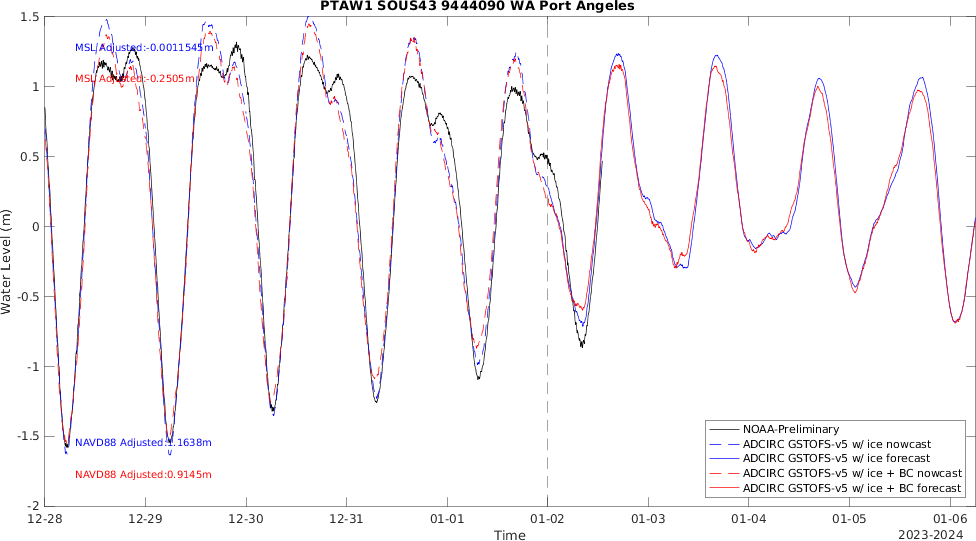 PTAW1 SOUS43 9444090 WA Port Angeles
1.5
1
0.5
0
-0.5
-1
-1.5
-2
Water Level (m)
MSL Adjusted:-0.0011545m
MSL Adjusted:-0.2505m
NAVD88 Adjusted:1.1638m
NAVD88 Adjusted:0.9145m
NOAA-Preliminary
ADCIRC GSTOFS-v5 w/ ice nowcast
ADCIRC GSTOFS-v5 w/ ice forecast
ADCIRC GSTOFS-v5 w/ ice + BC nowcast
ADCIRC GSTOFS-v5 w/ ice + BC forecast
12-28 12-29 12-30 12-31 01-01 01-02 01-03 01-04 01-05 01-06
Time
2023-2024